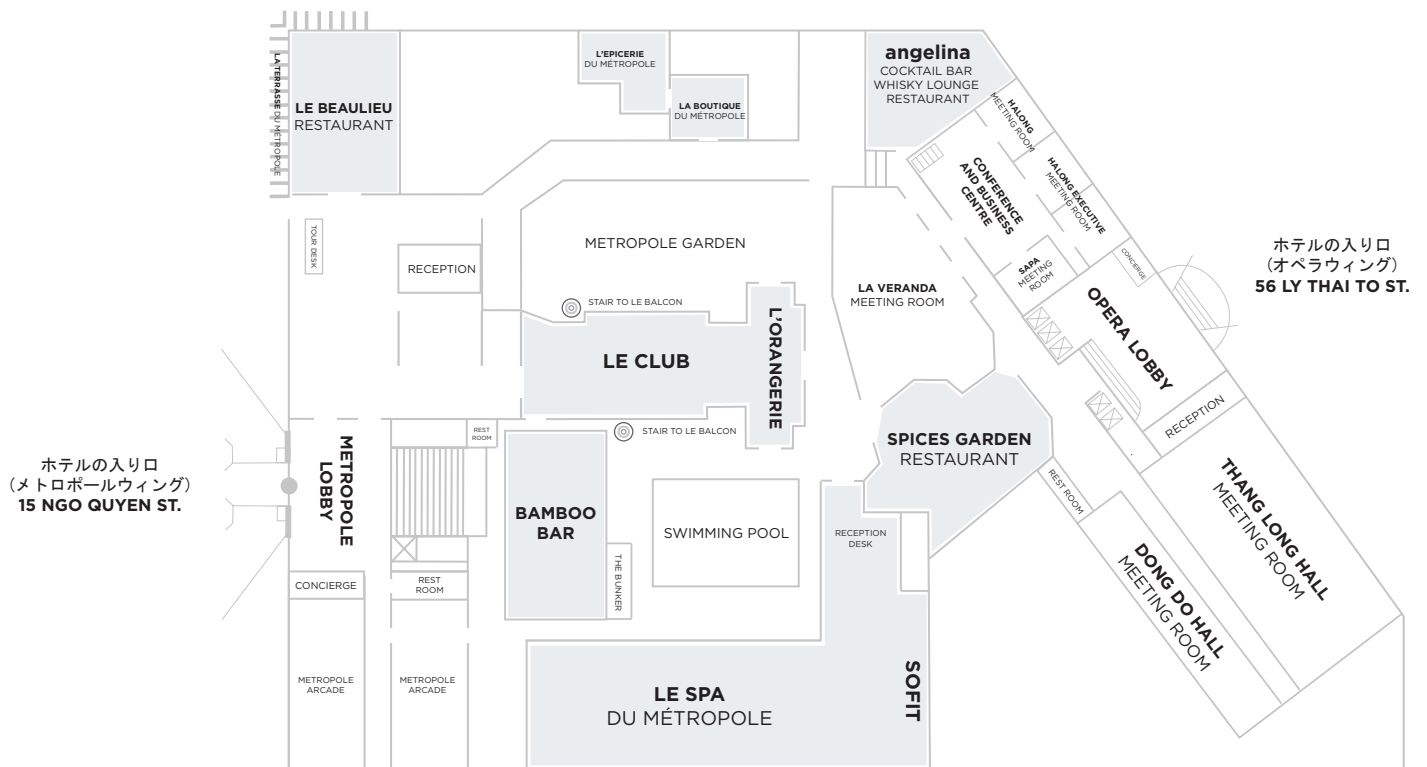 LA TERRASSE DU MÉTROPOLE
LE BEAULIEU
RESTAURANT
L'EPICERIE
DU MÉTROPOLE
LA BOUTIQUE
DU MÉTROPOLE
angelina
COCKTAIL BAR
WHISKY LOUNGE
RESTAURANT
HALONG
MEETING ROOM
CONFERENCE
AND BUSINESS
CENTRE
HALONG EXECUTIVE
MEETING ROOM
SAPA
MEETING
ROOM
CONCIERGE
TOUR DESK
RECEPTION
METROPOLE GARDEN
STAIR TO LE BALCON
LA VERANDA
MEETING ROOM
OPERA LOBBY
ホテルの入り口
(オペラウィング)
56 LY THAI TO ST.
LE CLUB
L'ORANGERIE
RECEPTION
REST
ROOM
STAIR TO LE BALCON
SPICES GARDEN
RESTAURANT
ホテルの入り口
(メトロポールウィング)
15 NGO QUYEN ST.
METROPOLE
LOBBY
BAMBOO
BAR
THE BUNKER
SWIMMING POOL
RECEPTION
DESK
REST ROOM
THANG LONG HALL
MEETING ROOM
DONG DO HALL
MEETING ROOM
CONCIERGE
REST
ROOM
METROPOLE
ARCADE
METROPOLE
ARCADE
LE SPA
DU MÉTROPOLE
SOFIT